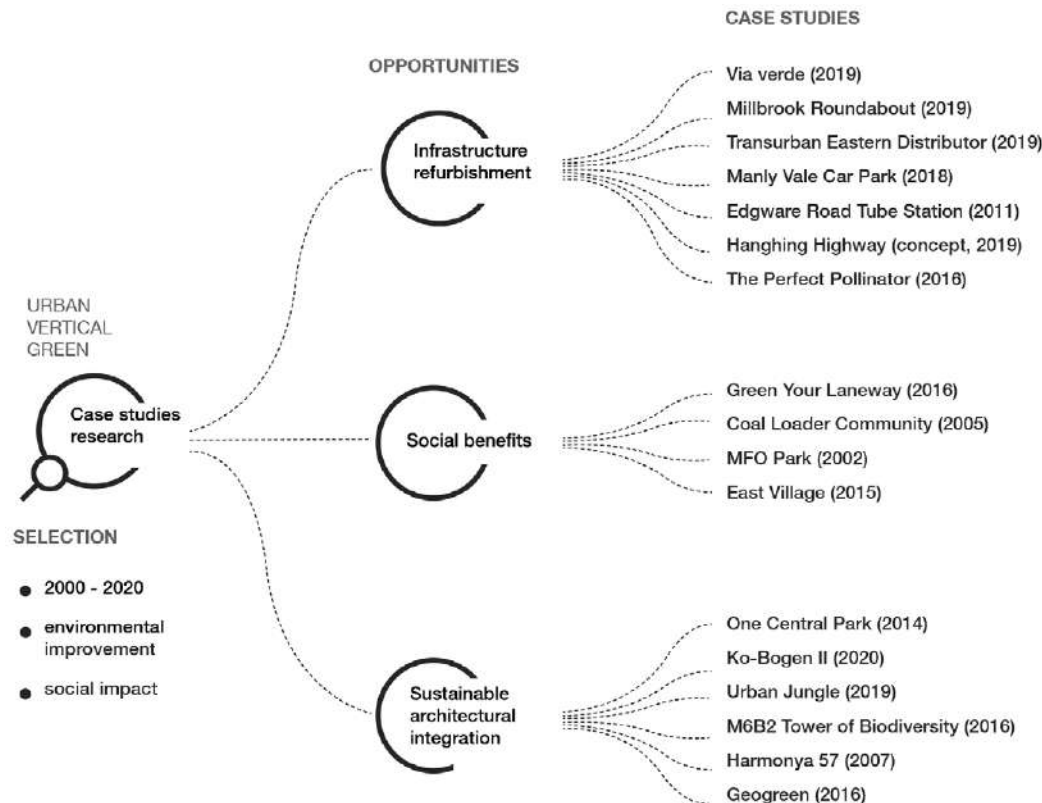 CASE STUDIES
OPPORTUNITIES
Via verde (2019)
Millbrook Roundabout (2019)
Transurban Eastern Distributor (2019)
Manly Vale Car Park (2018)
Edgware Road Tube Station (2011)
Hanghing Highway (concept, 2019)
The Perfect Pollinator (2016)
Infrastructure
refurbishment
URBAN
VERTICAL
GREEN
Case studies
research
Social benefits
Green Your Laneway (2016)
Coal Loader Community (2005)
MFO Park (2002)
East Village (2015)
SELECTION
2000 - 2020
environmental
improvement
social impact
Sustainable
architectural
integration
One Central Park (2014)
Ko-Bogen II (2020)
Urban Jungle (2019)
M6B2 Tower of Biodiversity (2016)
Harmonya 57 (2007)
Geogreen (2016)